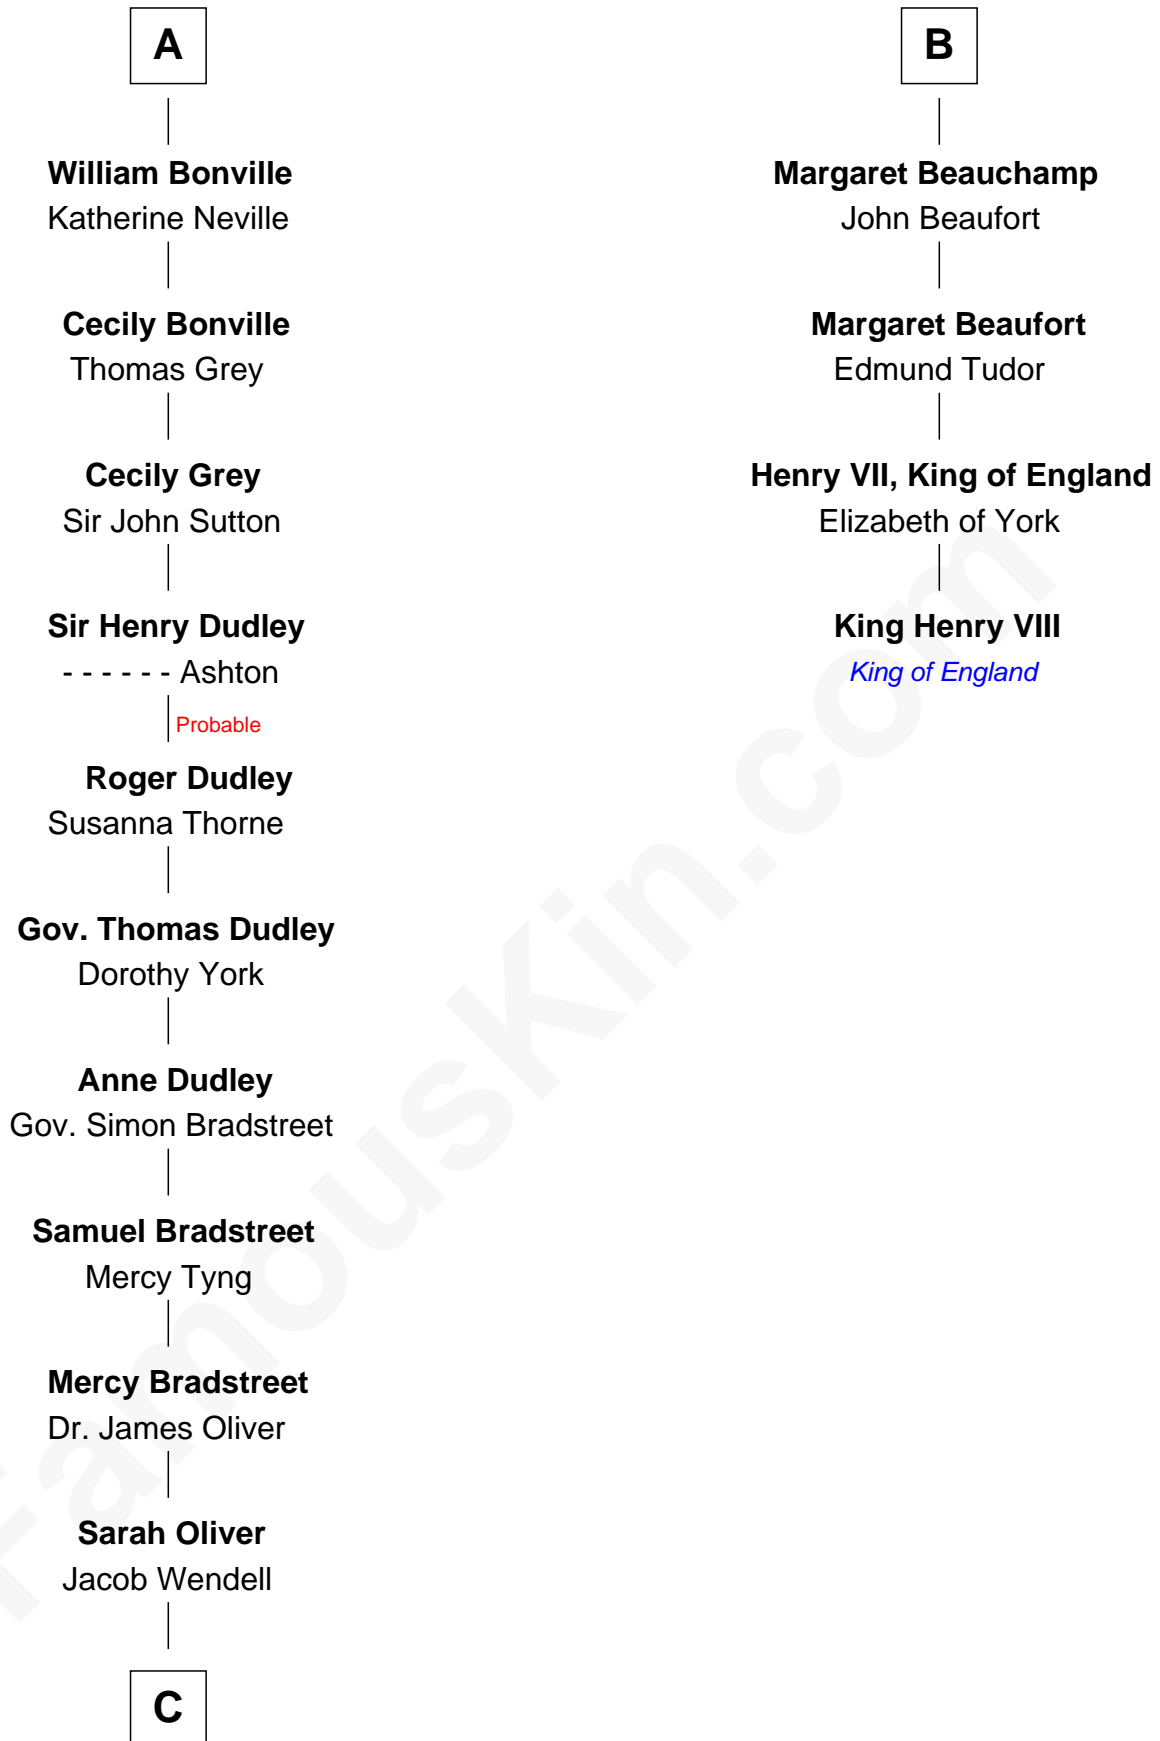 A
B
William Bonville
Katherine Neville
Margaret Beauchamp
John Beaufort
Cecily Bonville
Thomas Grey
Margaret Beaufort
Edmund Tudor
Cecily Grey
Sir John Sutton
Henry VII, King of England
Elizabeth of York
Sir Henry Dudley
- - - - - - Ashton
King Henry VIII
King of England
Probable
Roger Dudley
Susanna Thorne
Gov. Thomas Dudley
Dorothy York
Anne Dudley
Gov. Simon Bradstreet
Samuel Bradstreet
Mercy Tyng
Mercy Bradstreet
Dr. James Oliver
Sarah Oliver
Jacob Wendell
C
FamousKin.com